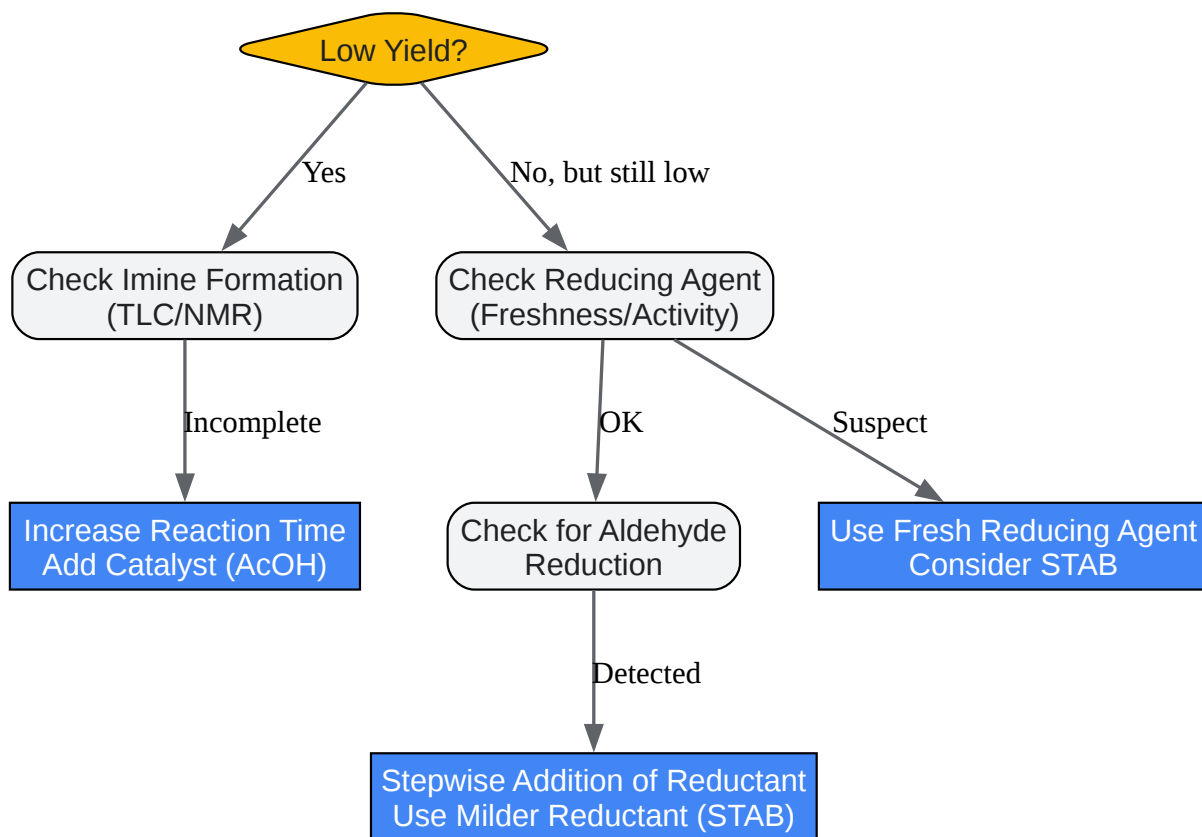 Low Yield?
Yes
No, but still low
Check Imine Formation
(TLC/NMR)
Check Reducing Agent
(Freshness/Activity)
Incomplete
OK
Suspect
Increase Reaction Time
Add Catalyst (AcOH)
Check for Aldehyde
Reduction
Use Fresh Reducing Agent
Consider STAB
Detected
Stepwise Addition of Reductant
Use Milder Reductant (STAB)